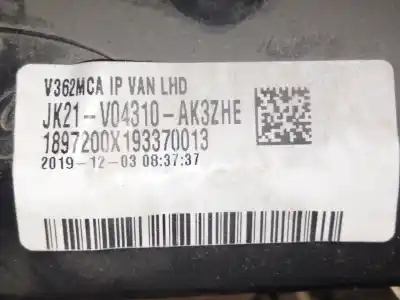 V362MCA IP VAN LHD
JK21-V04310-AK3ZHE
1897200X193370013
2019-12-03 08:37:37